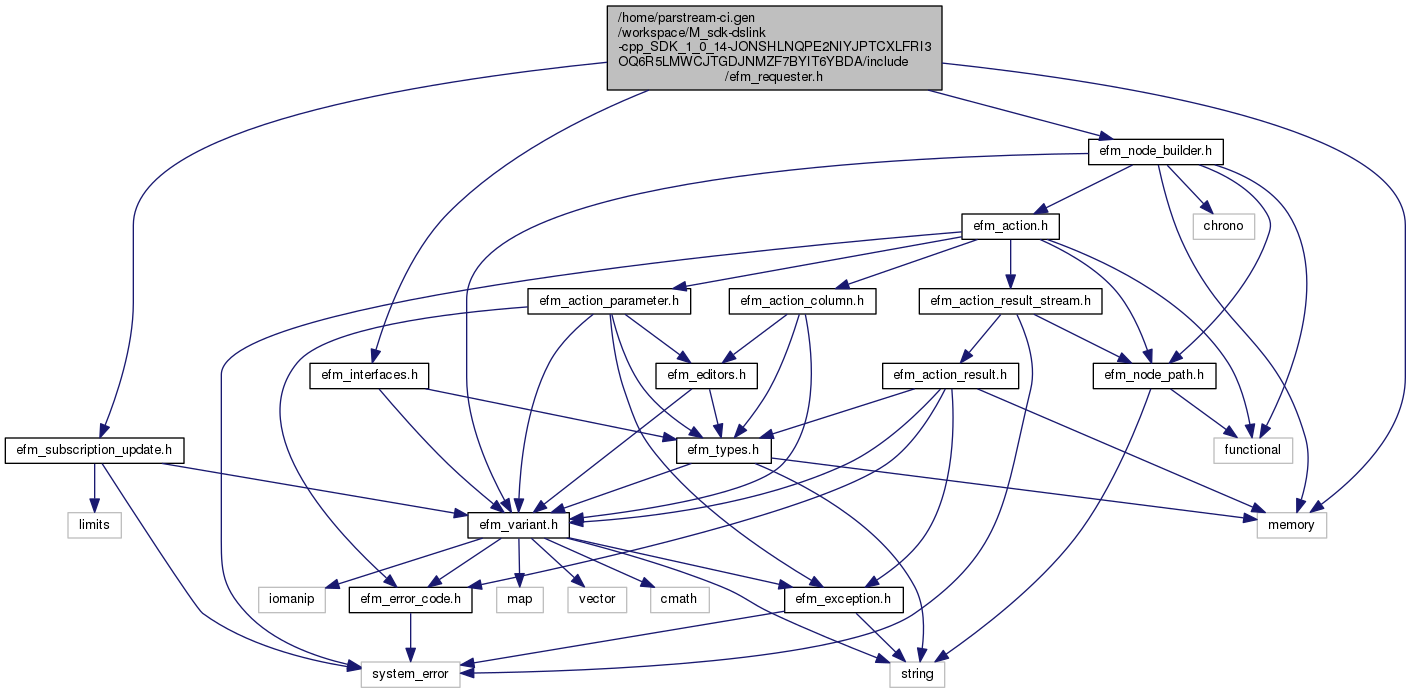 /home/parstream-ci.gen
/workspace/M_sdk-dslink
-cpp_SDK_1_0_14-JONSHLNQPE2NIYJPTCXLFRI3
OQ6R5LMWCJTGDJNMZF7BYIT6YBDA/include
/efm_requester.h
efm_node_builder.h
efm_action.h
chrono
efm_action_parameter.h
efm_action_column.h
efm_action_result_stream.h
efm_interfaces.h
efm_editors.h
efm_action_result.h
efm_node_path.h
efm_subscription_update.h
efm_types.h
functional
limits
efm_variant.h
memory
iomanip
efm_error_code.h
map
vector
cmath
efm_exception.h
system_error
string